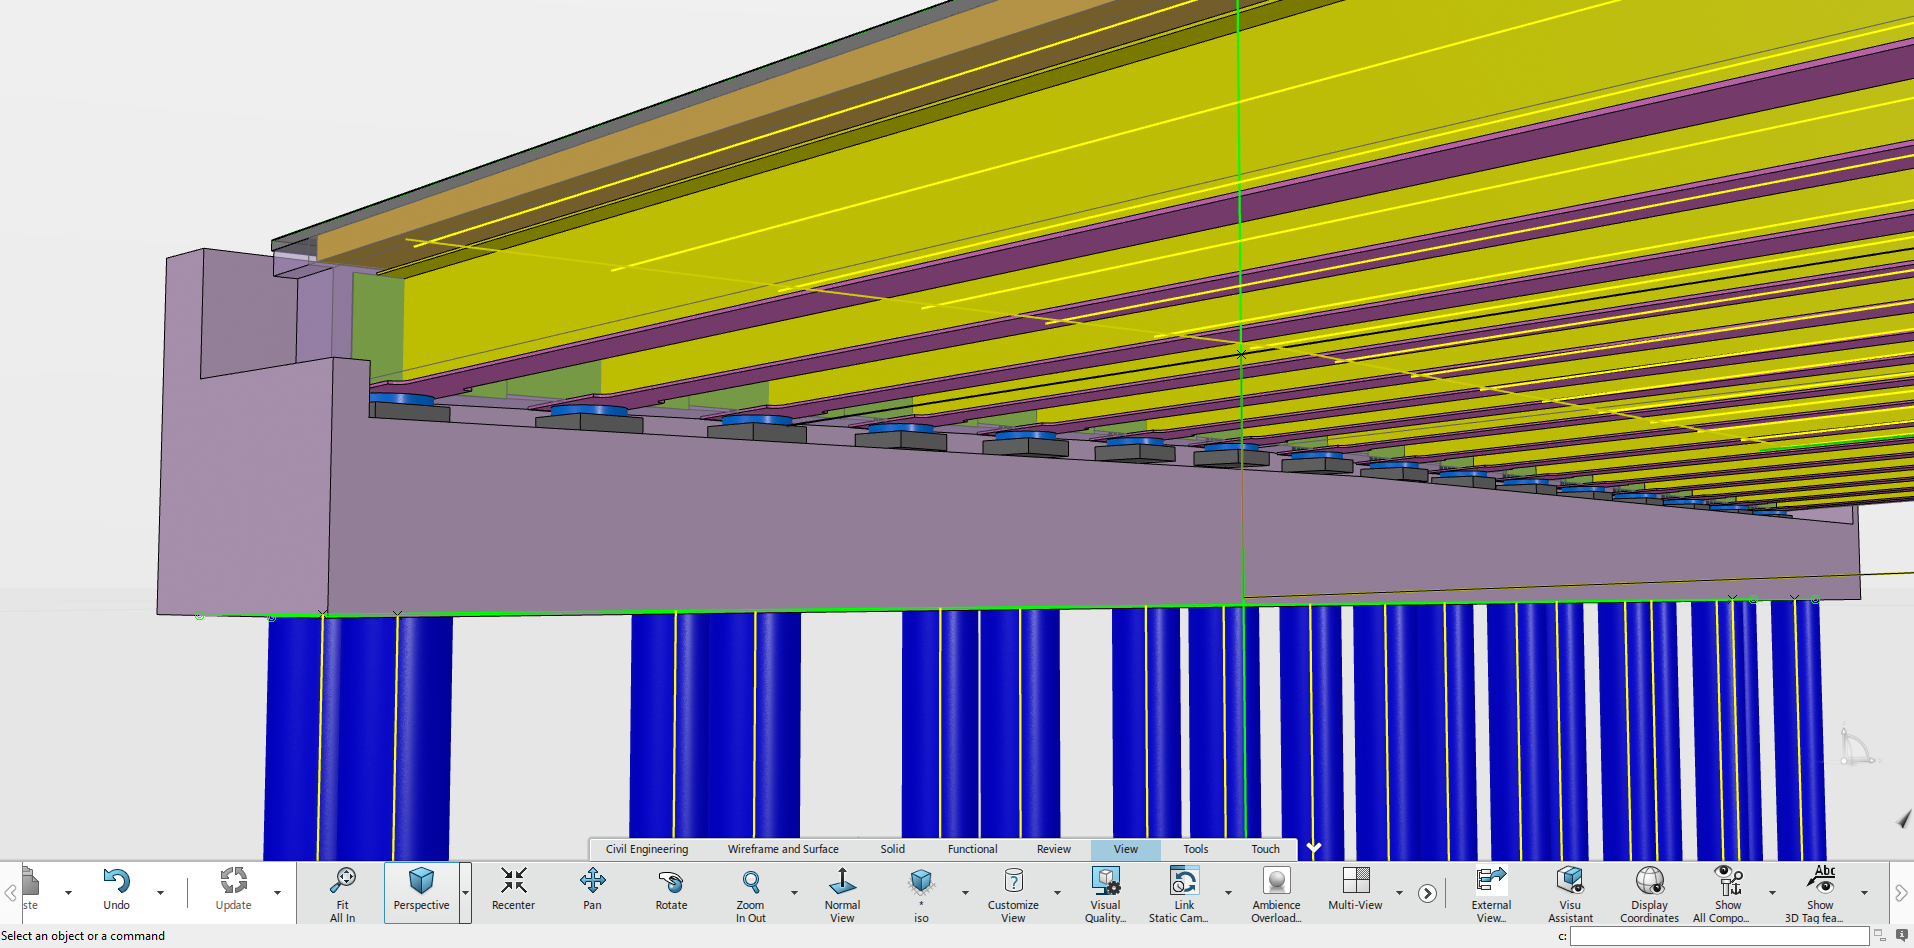 Civil Engineering
Wireframe and Surface
Solid
Functional
Review
View
Tools
Touch
ste
Undo
Update
Fit
All In
Perspective
Recenter
Pan
Rotate
Zoom
In Out
Normal
View
*
iso
Customize
View
?
Visual
Quality...
Link
Static Cam...
Ambience
Overload...
Multi-View
External
View...
Visu
Assistant
Display
Coordinates
Show
All Compo...
Abc
Show
3D Tag fea...
Select an object or a command
c: